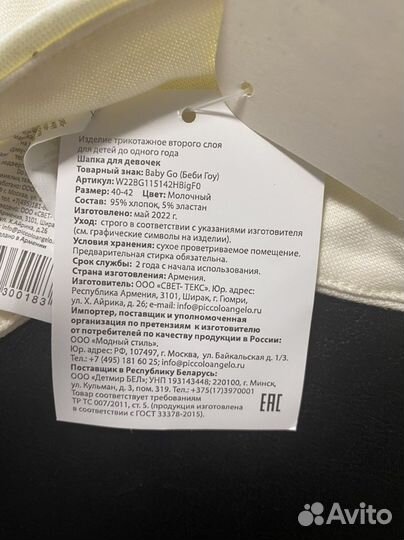 Изделие трикотажное второго слоя
для детей до одного года
Шапка для девочек
Товарный знак: Baby Go (Беби Гоу)
Артикул: W22BG115142HBigF0
Размер: 40-42 Цвет: Молочный
Состав: 95% хлопок, 5% эластан
Изготовлено: май 2022 г.
Уход: строго в соответствии с указаниями изготовителя
(см. графические символы на изделии).
Условия хранения: сухое проветриваемое помещение.
Предварительная стирка обязательна.
Срок службы: 2 года с начала использования.
Страна изготовления: Армения.
Изготовитель: ООО «СВЕТ- ТЕКС», Юр. адрес:
Республика Армения, 3101, Ширак, г. Гюмри,
ул. Х. Айрика, д. 26; e-mail: info@piccoloangelo.ru
Импортер, поставщик и уполномоченная
организация по претензиям к изготовителю
от потребителей по качеству продукции в России:
ООО «Модный стиль».
Юр. адрес: РФ, 107497, г. Москва, ул. Байкальская д. 1/3.
Тел. +7 (495) 181 60 25; e-mail: info@piccoloangelo.ru
Поставщик в Республику Беларусь:
ООО «Детмир БЕЛ»; УНП 193143448; 220100, г. Минск,
ул. Кульман, д. 3, пом. 319. Тел. +375(17)3970001
Товар соответствует требованиям
ТР ТС 007/2011, ст. 5. (продукция изготовлена
в соответствии с ГОСТ 33378-2015).
EAC
300183
Avito